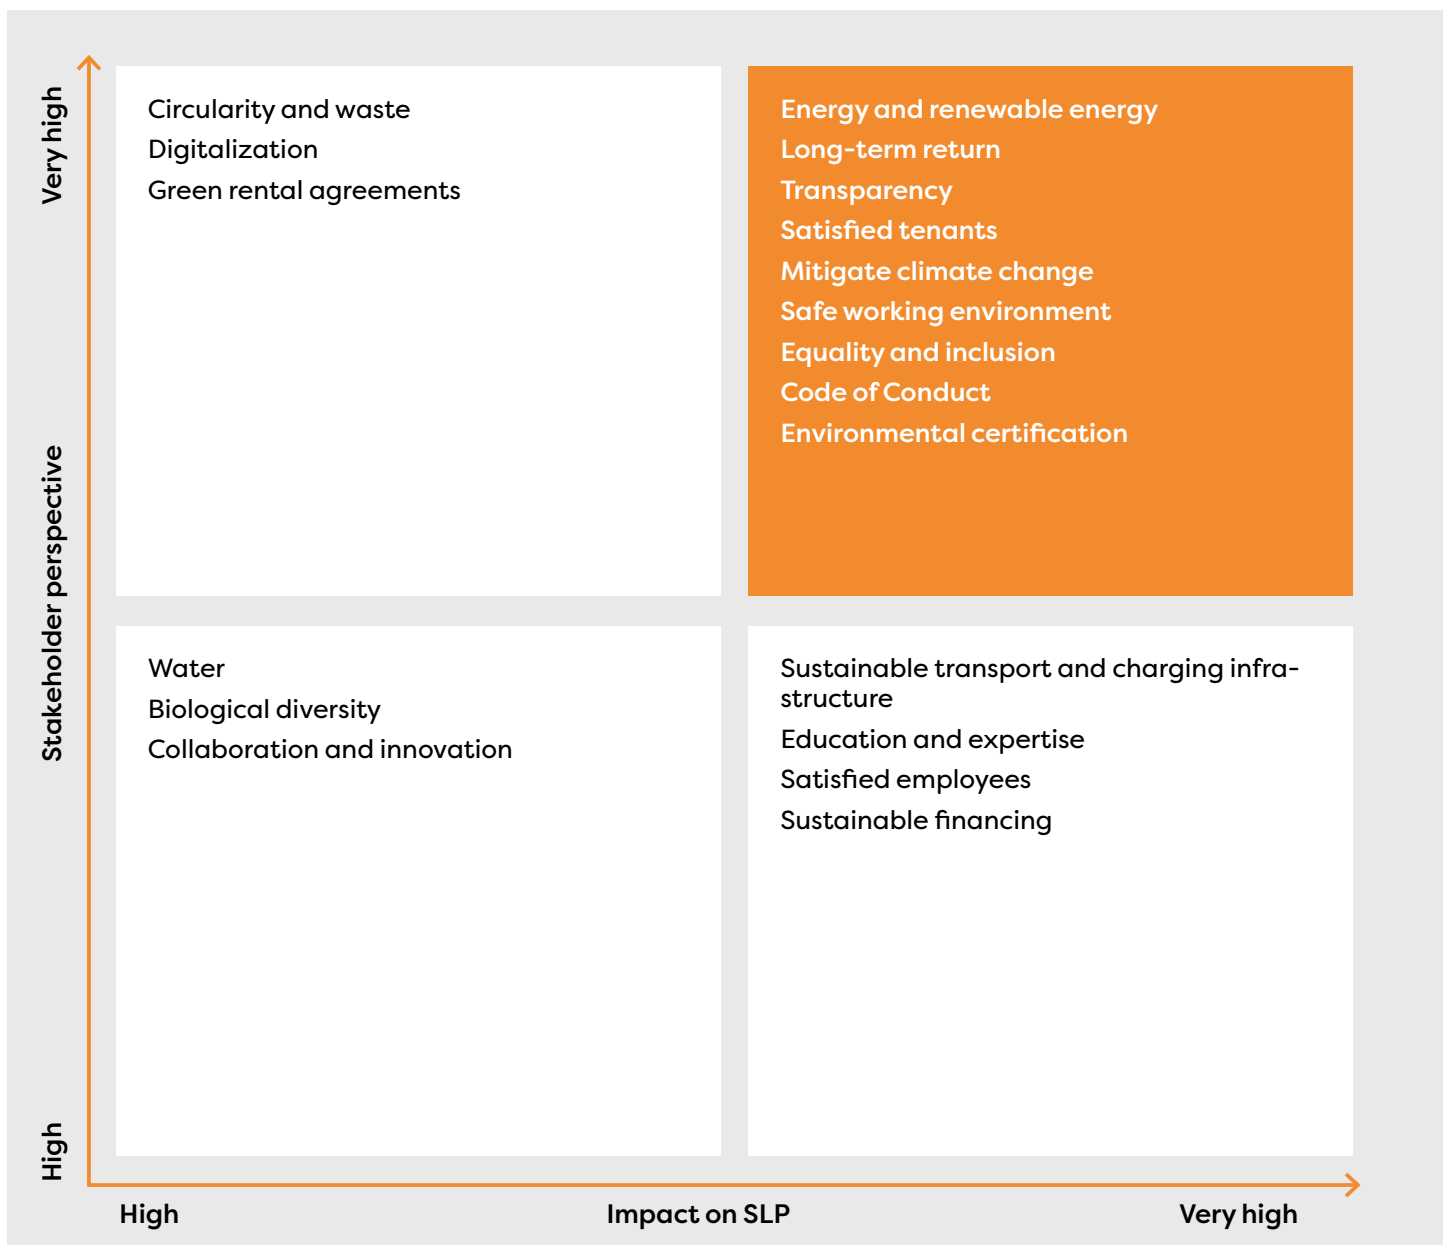 Very high
Stakeholder perspective
High
Circularity and waste
Digitalization
Green rental agreements
Energy and renewable energy
Long-term return
Transparency
Satisfied tenants
Mitigate climate change
Safe working environment
Equality and inclusion
Code of Conduct
Environmental certification
Water
Biological diversity
Collaboration and innovation
Sustainable transport and charging infra-
structure
Education and expertise
Satisfied employees
Sustainable financing
High
Impact on SLP
Very high